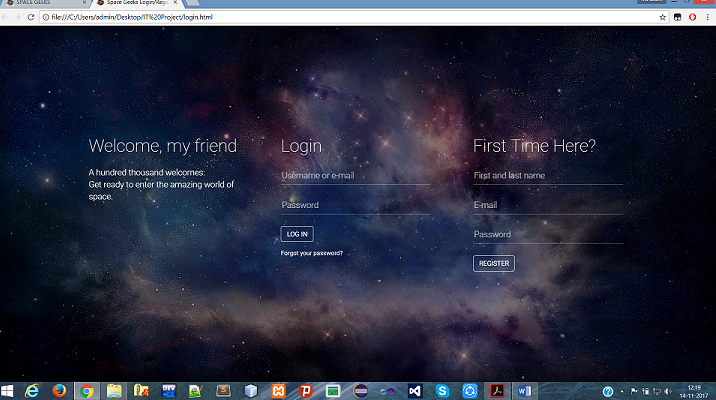 SPACE GEEKS
Space Geeks Login/Regi
file:///C:/Users/admin/Desktop/IT%20Project/login.html
Welcome, my friend
A hundred thousand welcomes:
Get ready to enter the amazing world of
space.
Login
Username or e-mail
Password
LOG IN
Forgot your password?
First Time Here?
First and last name
E-mail
Password
REGISTER
12:19
14-11-2017